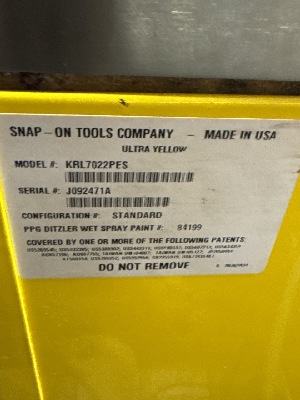 SNAP-ON TOOLS COMPANY - MADE IN USA
ULTRA YELLOW
MODEL #: KRL7022PES
SERIAL #: J092471A
CONFIGURATION #: STANDARD
PPG DITZLER WET SPRAY PAINT #: 84199
COVERED BY ONE OR MORE OF THE FOLLOWING PATENTS:
DO NOT REMOVE